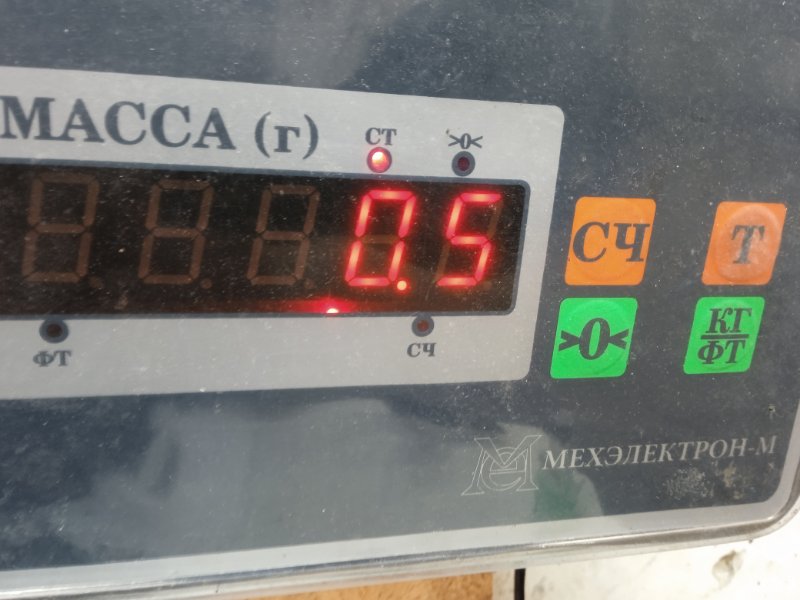 МАССА (г)
СТ >0<
0.5
ФТ СЧ
СЧ Т
>0< КГ/ФТ
МЕХЭЛЕКТРОН-М